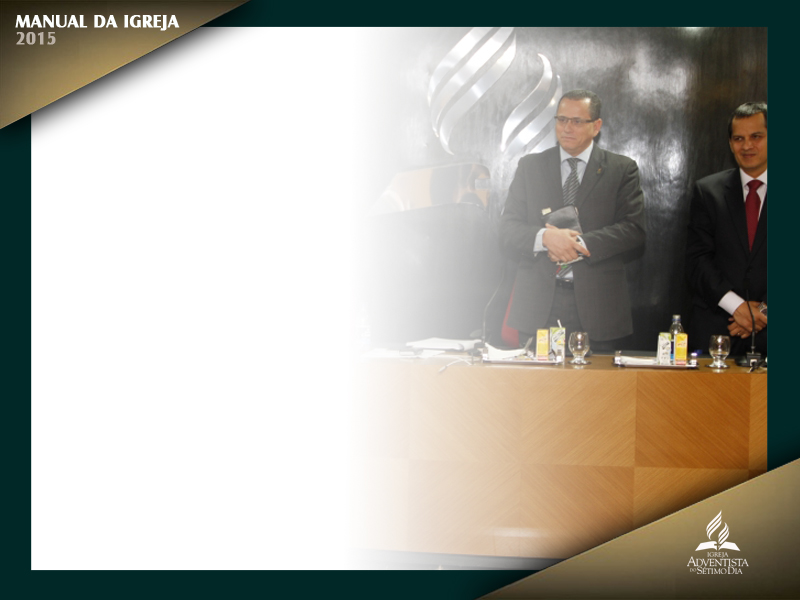 MANUAL DA IGREJA
2015
IGREJA
ADVENTISTA
DO SÉTIMO DIA